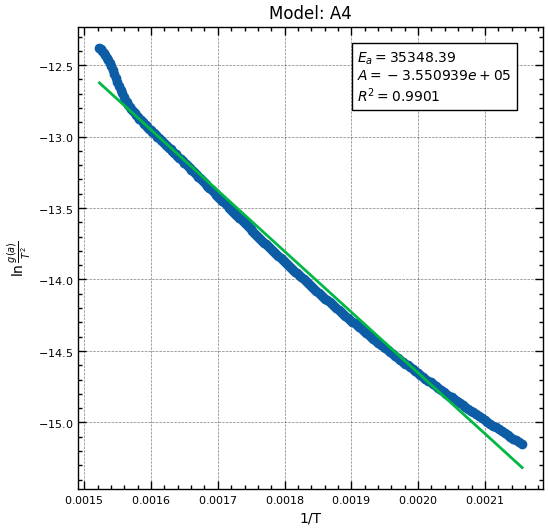 Model: A4
E_a = 35348.39
A = −3.550939e + 05
R² = 0.9901
−12.5
−13.0
−13.5
−14.0
−14.5
−15.0
ln g(a)/T²
0.0015 0.0016 0.0017 0.0018 0.0019 0.0020 0.0021
1/T